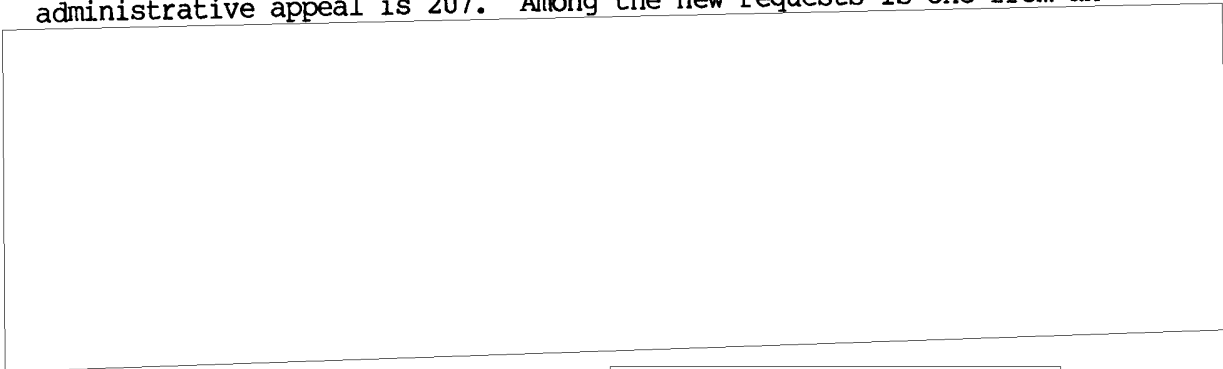 administrative appeal is 207. Among the new requests is one from an